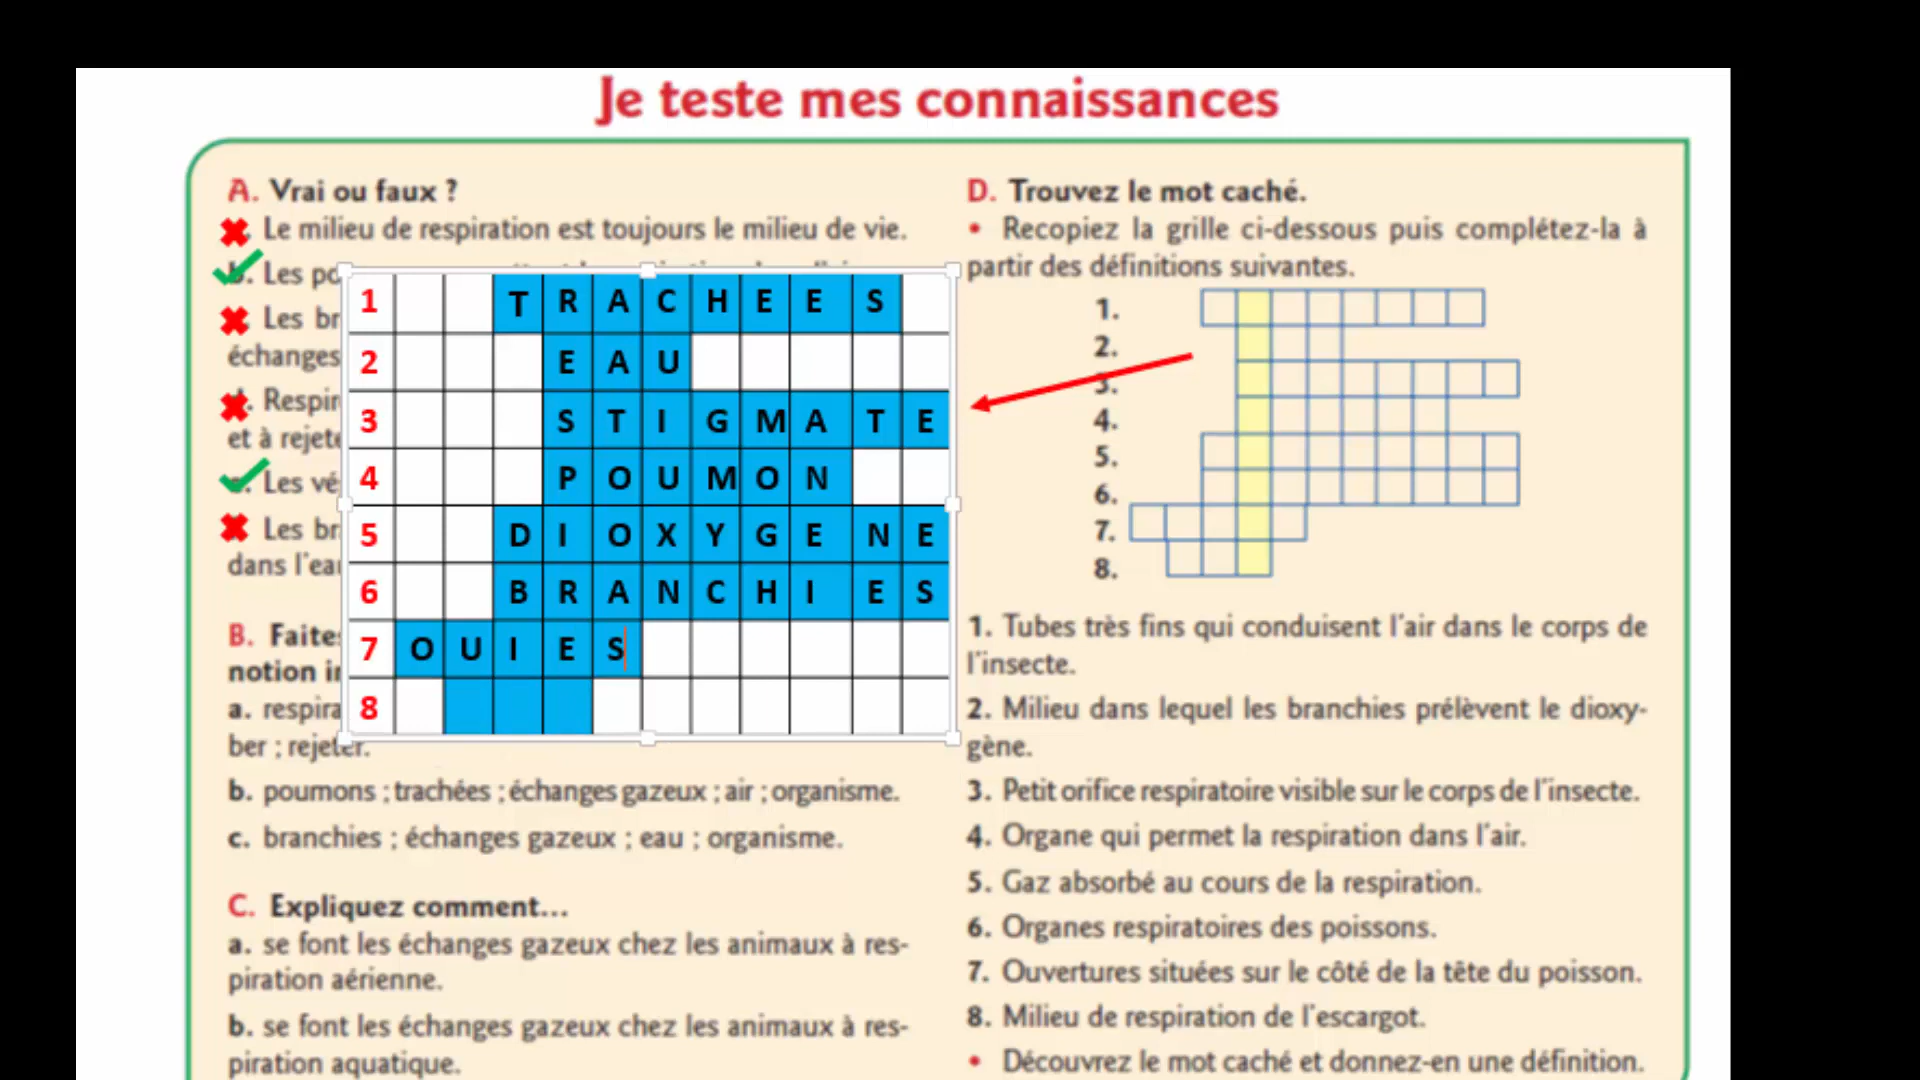 Je teste mes connaissances
A. Vrai ou faux ?
Le milieu de respiration est toujours le milieu de vie.
b. Les po
Les br
échanges
Respir
et à rejete
Les vé
Les br
dans l'eau
B. Faites
notion in
a. respira
ber ; rejeter.
b. poumons ; trachées ; échanges gazeux ; air ; organisme.
c. branchies ; échanges gazeux ; eau ; organisme.
C. Expliquez comment...
a. se font les échanges gazeux chez les animaux à res-
piration aérienne.
b. se font les échanges gazeux chez les animaux à res-
piration aquatique.
1 T R A C H E E S
2 E A U
3 S T I G M A T E
4 P O U M O N
5 D I O X Y G E N E
6 B R A N C H I E S
7 O U I E S
8
D. Trouvez le mot caché.
• Recopiez la grille ci-dessous puis complétez-la à
partir des définitions suivantes.
1.
2.
3.
4.
5.
6.
7.
8.
1. Tubes très fins qui conduisent l'air dans le corps de
l'insecte.
2. Milieu dans lequel les branchies prélèvent le dioxy-
gène.
3. Petit orifice respiratoire visible sur le corps de l'insecte.
4. Organe qui permet la respiration dans l'air.
5. Gaz absorbé au cours de la respiration.
6. Organes respiratoires des poissons.
7. Ouvertures situées sur le côté de la tête du poisson.
8. Milieu de respiration de l'escargot.
• Découvrez le mot caché et donnez-en une définition.